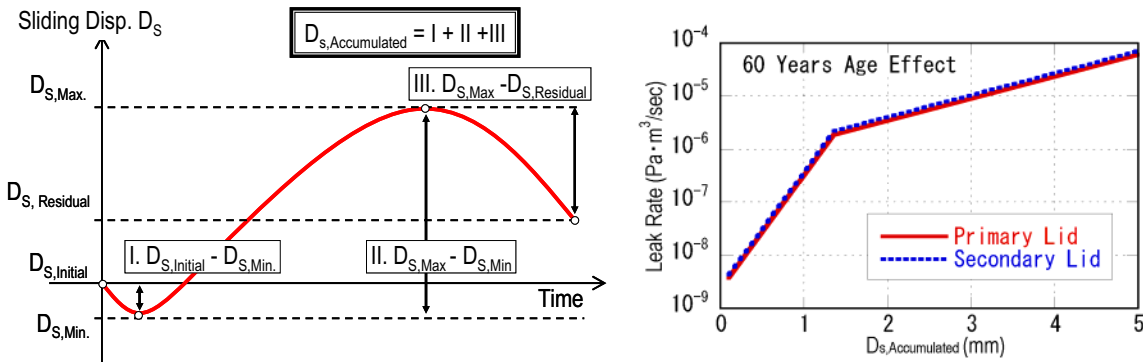 Sliding Disp. D_S
D_s,Accumulated = I + II +III
D_S,Max.
III. D_S,Max -D_S,Residual
D_S, Residual
I. D_S,Initial - D_S,Min.
II. D_S,Max - D_S,Min
D_S,Initial
Time
D_S,Min.
60 Years Age Effect
Leak Rate (Pa・m³/sec)
10⁻⁴
10⁻⁵
10⁻⁶
10⁻⁷
10⁻⁸
10⁻⁹
Primary Lid
Secondary Lid
0 1 2 3 4 5
D_s,Accumulated (mm)